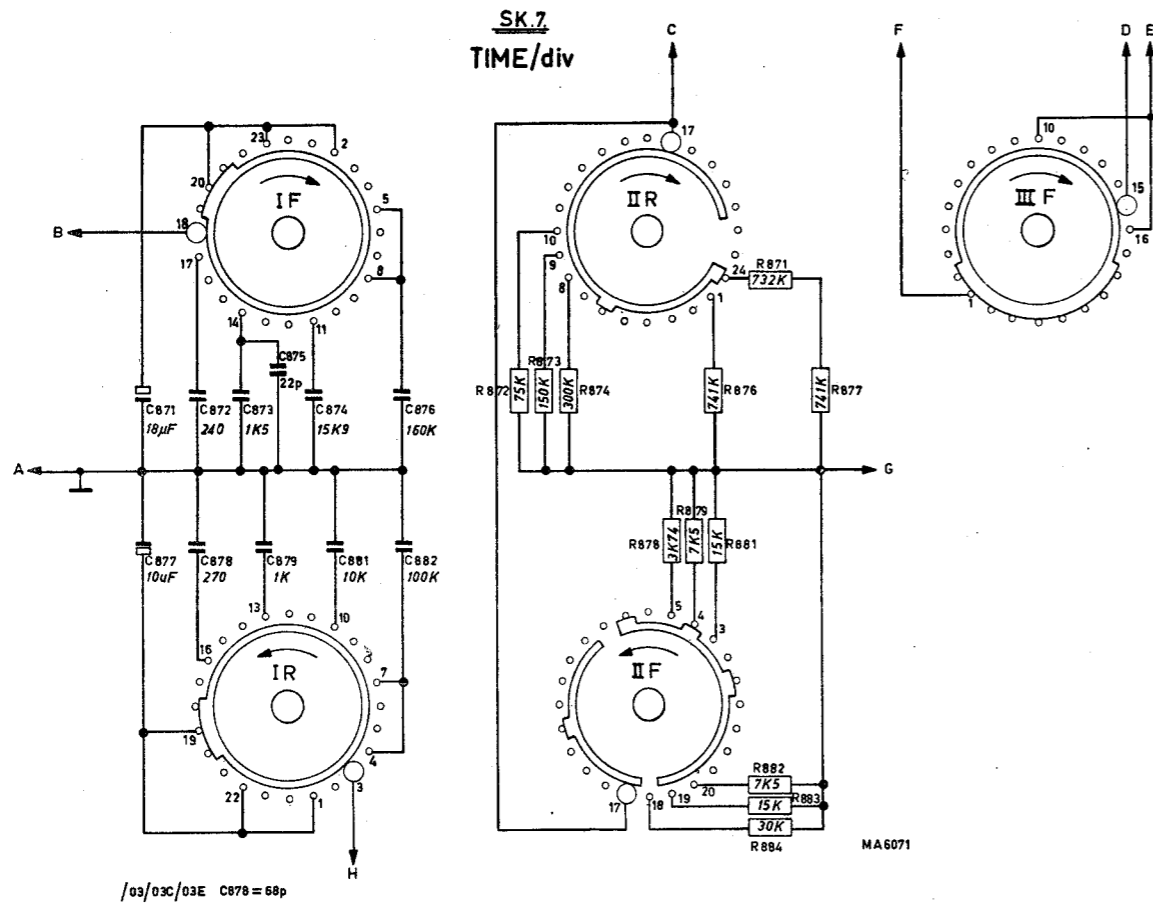 SK.7.
TIME/div
C
F
D
E
17
10
23
2
20
5
15
I F
II R
III F
B
18
10
16
9
17
8
8
24
R871
732K
1
1
14
11
C875
22p
R872
75K
R873
150K
300K
R874
R876
741K
741K
R877
C871
18µF
C872
240
C873
1K5
C874
15K9
C876
160K
A
G
R878
3K74
R879
7K5
15K
R881
C877
10uF
C878
270
C879
1K
C881
10K
C882
100K
13
10
5
4
3
16
7
I R
II F
19
4
3
22
1
17
18
19
20
R882
7K5
15K
R883
30K
R884
MA6071
H
/03/03C/03E C878=68p